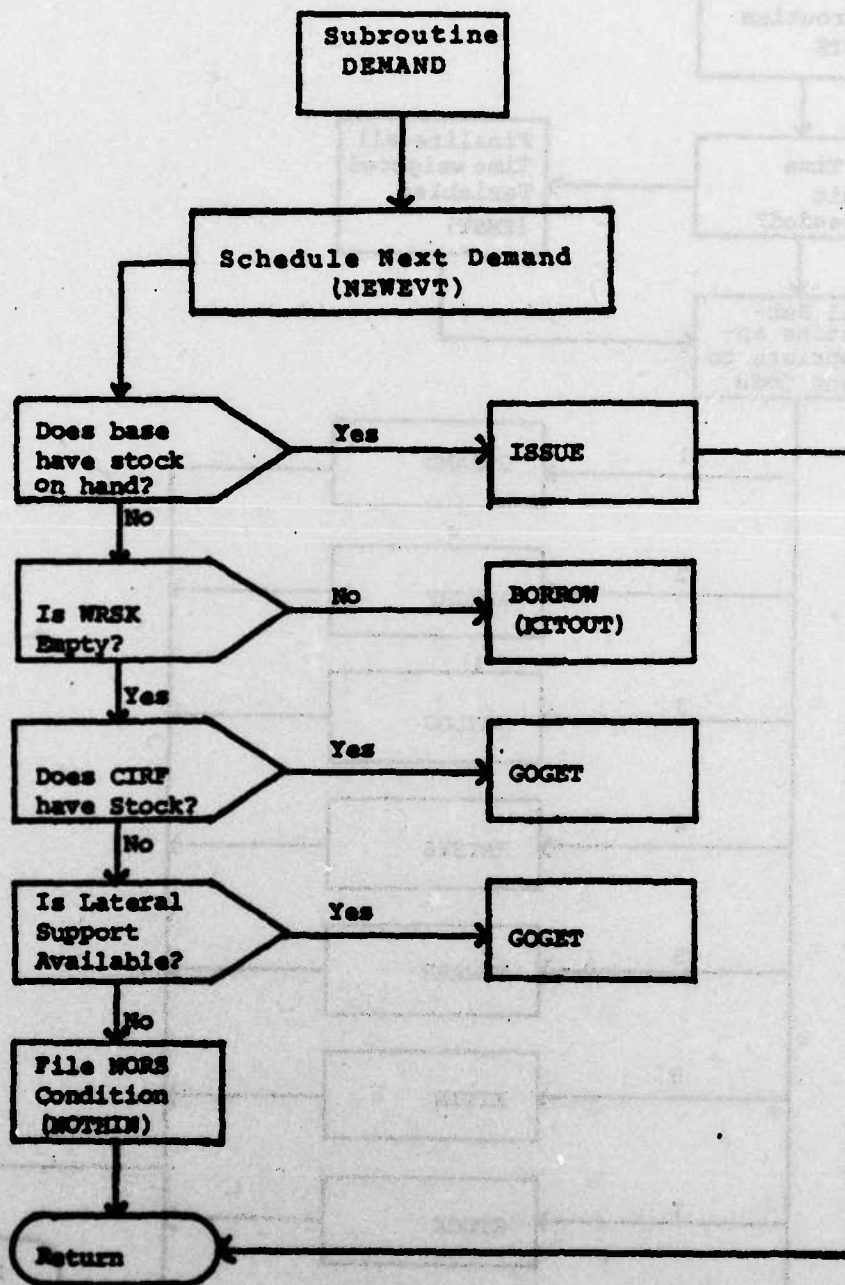 Subroutine
DEMAND
Schedule Next Demand
(NEWEVT)
Does base
have stock
on hand?
Yes
ISSUE
No
Is WRSK
Empty?
No
BORROW
(KITOUT)
Yes
Does CIRF
have Stock?
Yes
GOGET
No
Is Lateral
Support
Available?
Yes
GOGET
No
File NORS
Condition
(NOTHIN)
Return